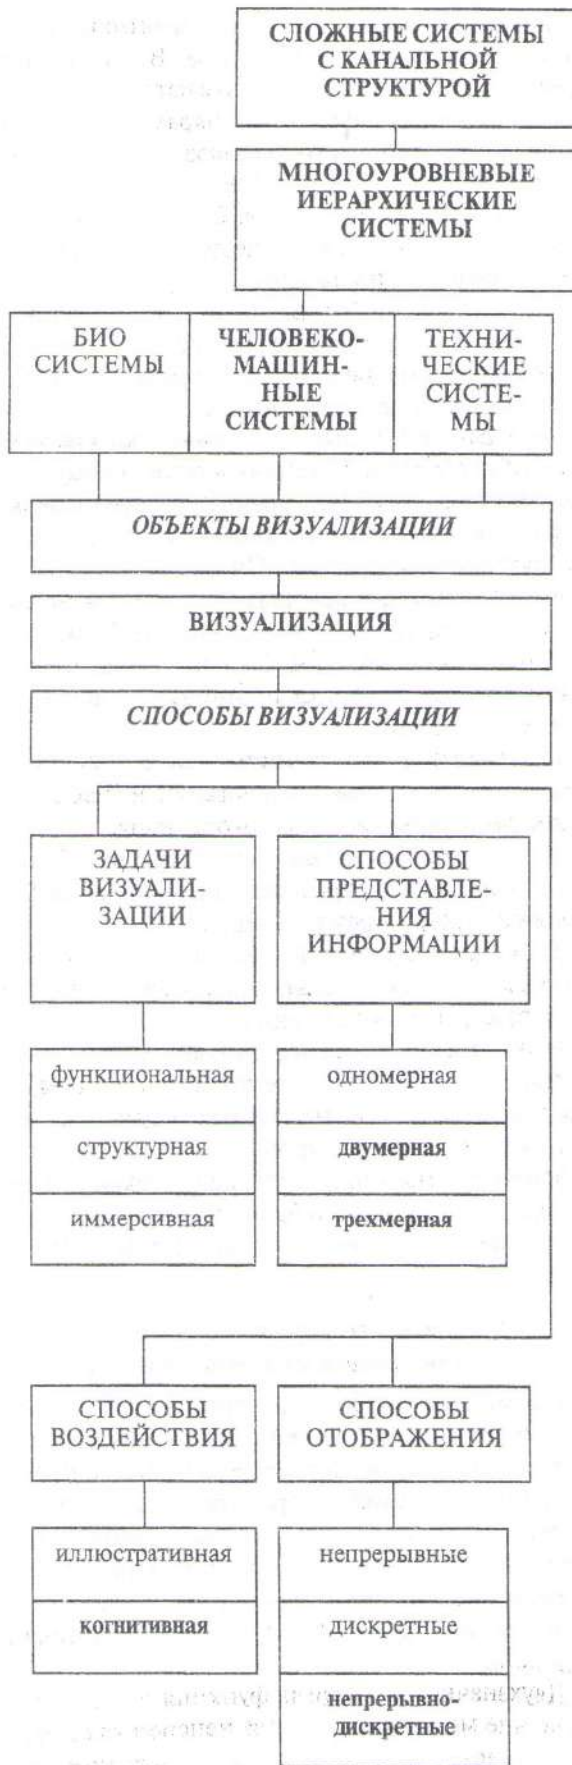 СЛОЖНЫЕ СИСТЕМЫ
С КАНАЛЬНОЙ
СТРУКТУРОЙ
МНОГОУРОВНЕВЫЕ
ИЕРАРХИЧЕСКИЕ
СИСТЕМЫ
БИО
СИСТЕМЫ
ЧЕЛОВЕКО-
МАШИН-
НЫЕ
СИСТЕМЫ
ТЕХНИ-
ЧЕСКИЕ
СИСТЕ-
МЫ
ОБЪЕКТЫ ВИЗУАЛИЗАЦИИ
ВИЗУАЛИЗАЦИЯ
СПОСОБЫ ВИЗУАЛИЗАЦИИ
ЗАДАЧИ
ВИЗУАЛИ-
ЗАЦИИ
СПОСОБЫ
ПРЕДСТАВЛЕ-
НИЯ
ИНФОРМАЦИИ
функциональная
структурная
иммерсивная
одномерная
двумерная
трехмерная
СПОСОБЫ
ВОЗДЕЙСТВИЯ
СПОСОБЫ
ОТОБРАЖЕНИЯ
иллюстративная
когнитивная
непрерывные
дискретные
непрерывно-
дискретные